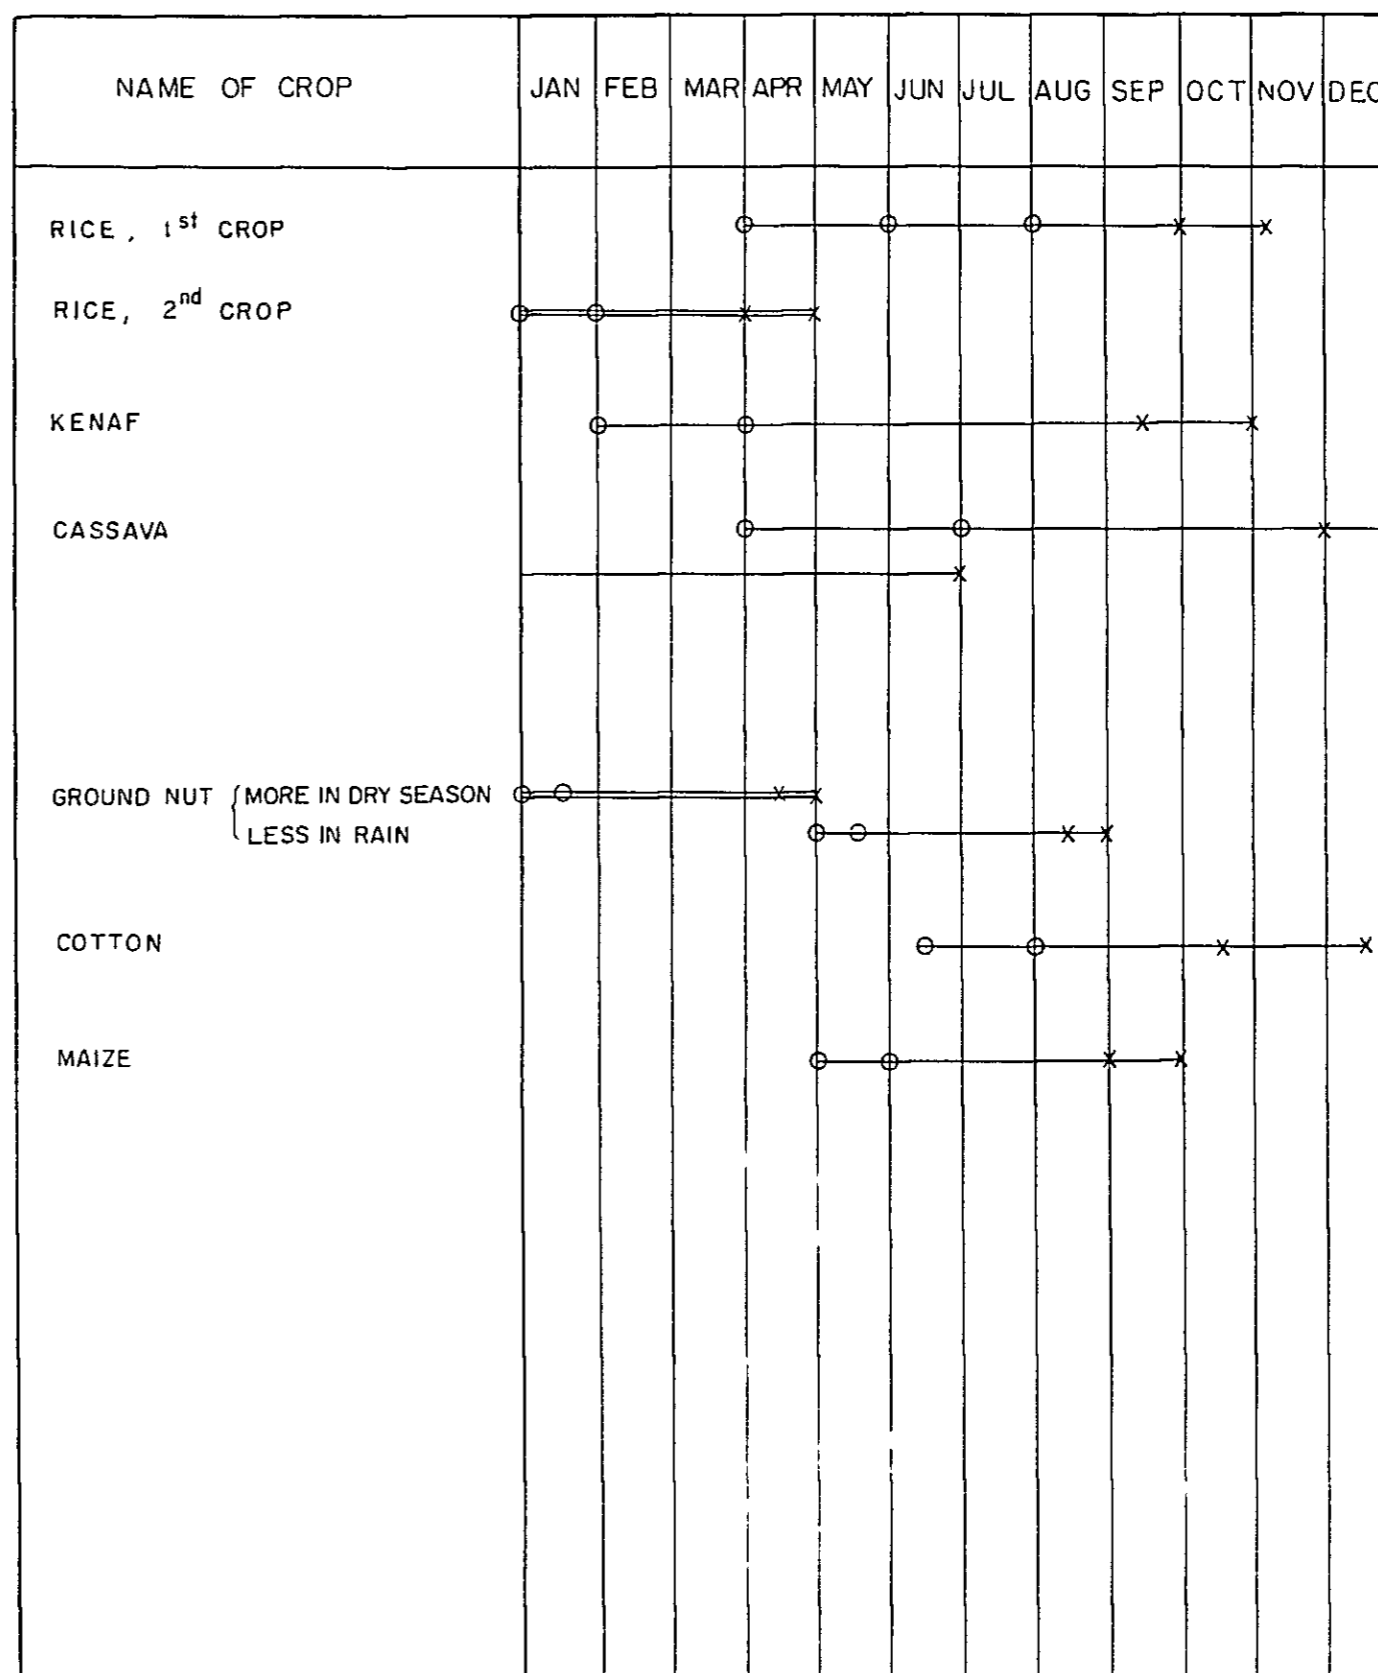 NAME OF CROP JAN FEB MAR APR MAY JUN JUL AUG SEP OCT NOV DEC
RICE, 1st CROP
RICE, 2nd CROP
KENAF
CASSAVA
GROUND NUT { MORE IN DRY SEASON
LESS IN RAIN
COTTON
MAIZE